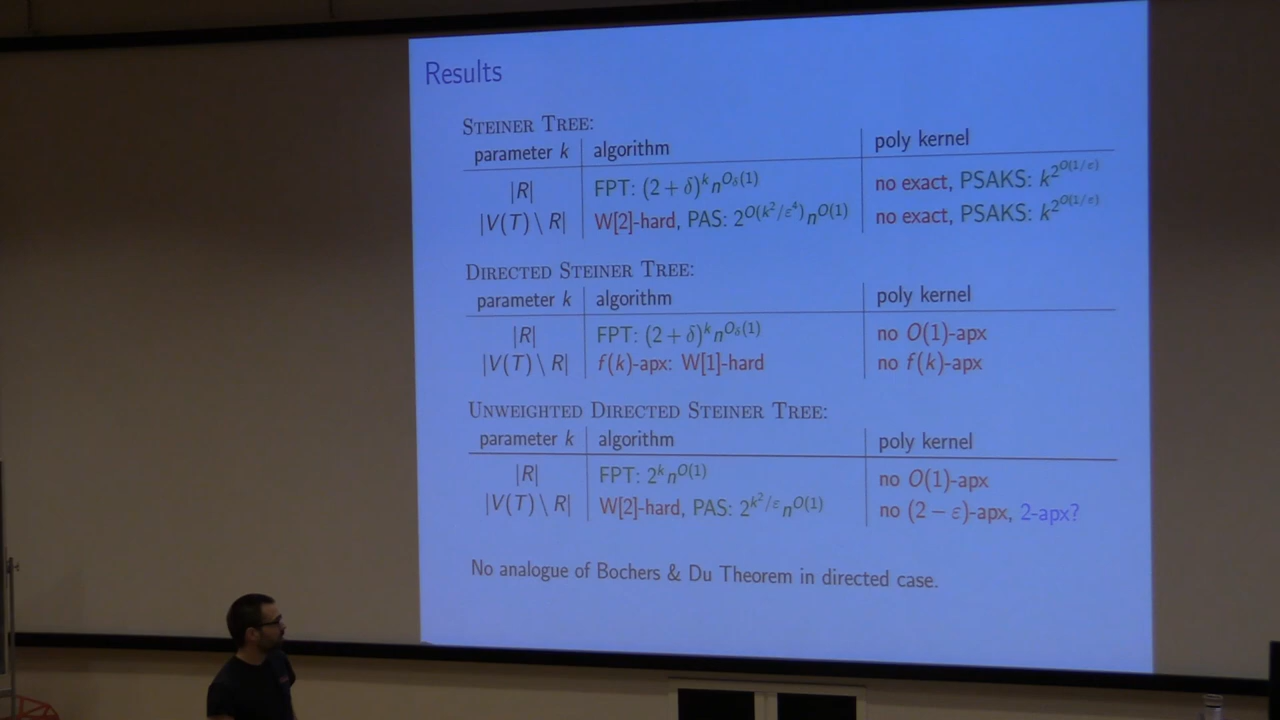 Results
STEINER TREE:
parameter k | algorithm | poly kernel
|R| | FPT: (2 + δ)^k n^{O_δ(1)} | no exact, PSAKS: k^{2^{O(1/ε)}}
|V(T) \ R| | W[2]-hard, PAS: 2^{O(k^2/ε^4)} n^{O(1)} | no exact, PSAKS: k^{2^{O(1/ε)}}
DIRECTED STEINER TREE:
parameter k | algorithm | poly kernel
|R| | FPT: (2 + δ)^k n^{O_δ(1)} | no O(1)-apx
|V(T) \ R| | f(k)-apx: W[1]-hard | no f(k)-apx
UNWEIGHTED DIRECTED STEINER TREE:
parameter k | algorithm | poly kernel
|R| | FPT: 2^k n^{O(1)} | no O(1)-apx
|V(T) \ R| | W[2]-hard, PAS: 2^{k^2/ε} n^{O(1)} | no (2 − ε)-apx, 2-apx?
No analogue of Bochers & Du Theorem in directed case.